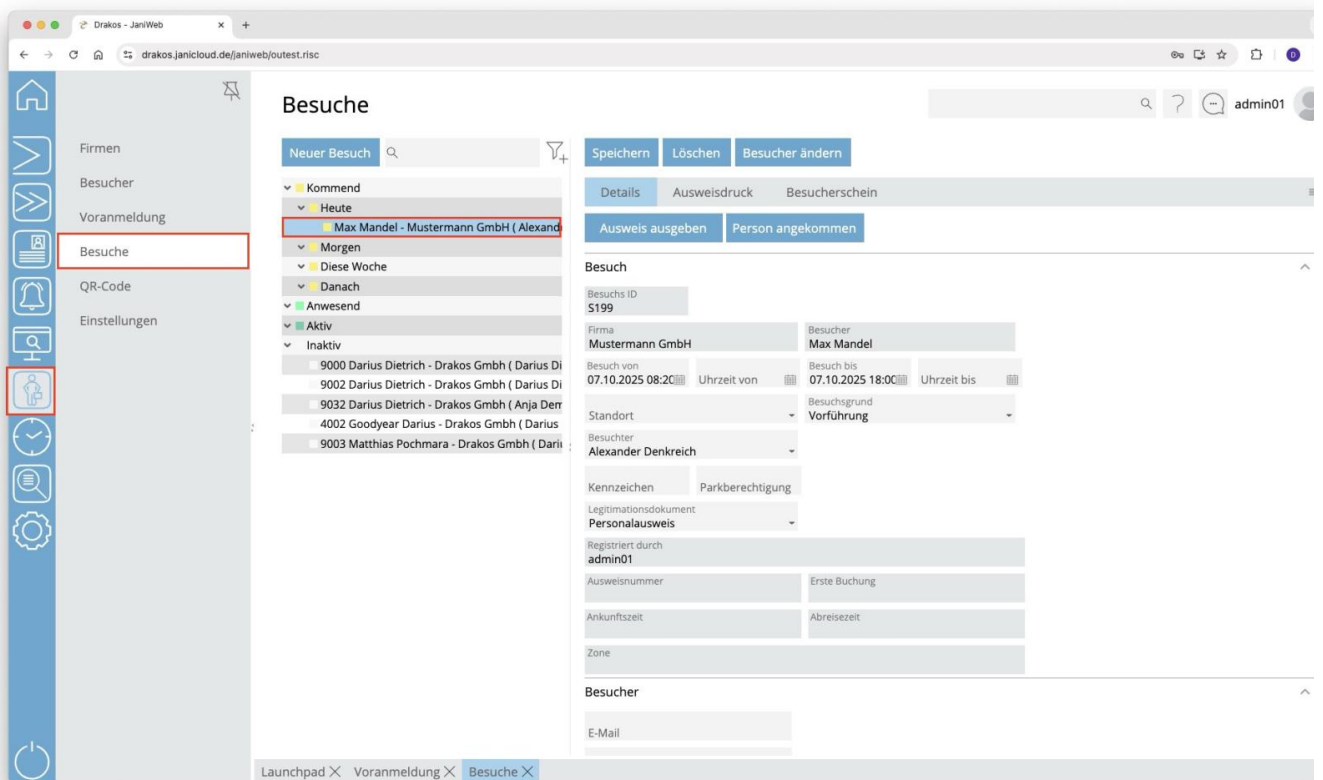 Drakos - JaniWeb
drakos.janicloud.de/janiweb/outest.risc
D
Besuche
admin01
Firmen
Besucher
Voranmeldung
Besuche
QR-Code
Einstellungen
Neuer Besuch
Kommend
Heute
Max Mandel - Mustermann GmbH ( Alexand
Morgen
Diese Woche
Danach
Anwesend
Aktiv
Inaktiv
9000 Darius Dietrich - Drakos Gmbh ( Darius Di
9002 Darius Dietrich - Drakos Gmbh ( Darius Di
9032 Darius Dietrich - Drakos Gmbh ( Anja Dem
4002 Goodyear Darius - Drakos Gmbh ( Darius
9003 Matthias Pochmara - Drakos Gmbh ( Dariu
Speichern Löschen Besucher ändern
Details Ausweisdruck Besucherschein
Ausweis ausgeben Person angekommen
Besuch
Besuchs ID
S199
Firma Besucher
Mustermann GmbH Max Mandel
Besuch von Besuch bis
07.10.2025 08:20 Uhrzeit von 07.10.2025 18:00 Uhrzeit bis
Besuchsgrund
Standort Vorführung
Besuchter
Alexander Denkreich
Kennzeichen Parkberechtigung
Legitimationsdokument
Personalausweis
Registriert durch
admin01
Ausweisnummer Erste Buchung
Ankunftszeit Abreisezeit
Zone
Besucher
E-Mail
Launchpad Voranmeldung Besuche